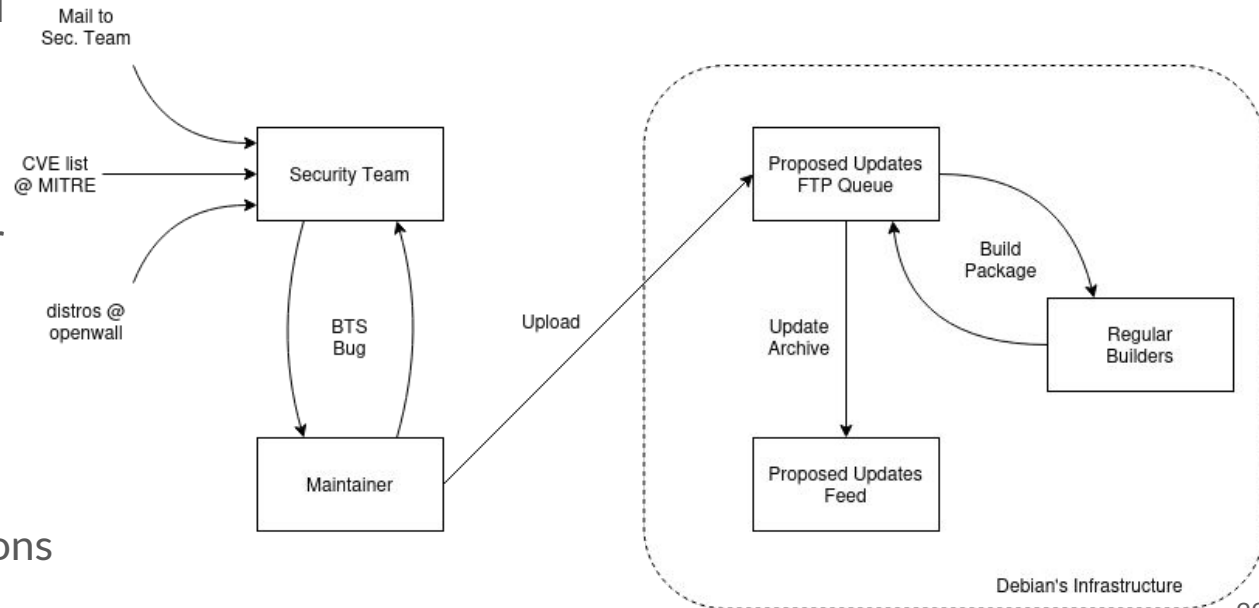 Mail to
Sec. Team
CVE list
@ MITRE
distros @
openwall
Security Team
BTS
Bug
Maintainer
ons
Upload
Proposed Updates
FTP Queue
Build
Package
Update
Archive
Regular
Builders
Proposed Updates
Feed
Debian's Infrastructure